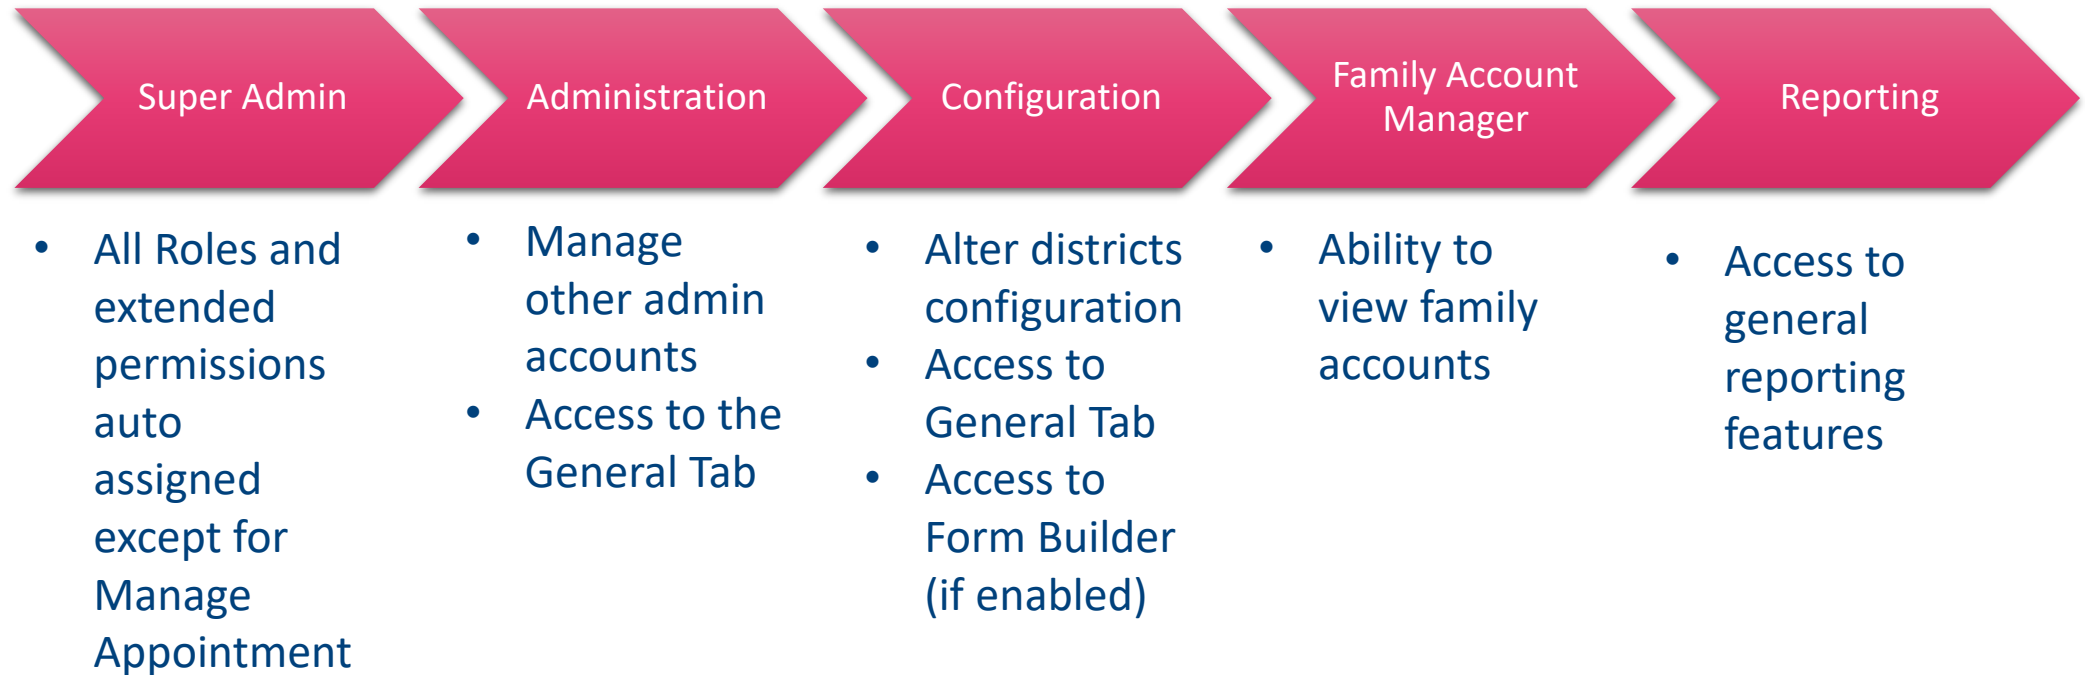 Super Admin
Administration
Configuration
Family Account
Manager
Reporting
• All Roles and
extended
permissions
auto
assigned
except for
Manage
Appointment
• Manage
other admin
accounts
• Access to the
General Tab
• Alter districts
configuration
• Access to
General Tab
• Access to
Form Builder
(if enabled)
• Ability to
view family
accounts
• Access to
general
reporting
features